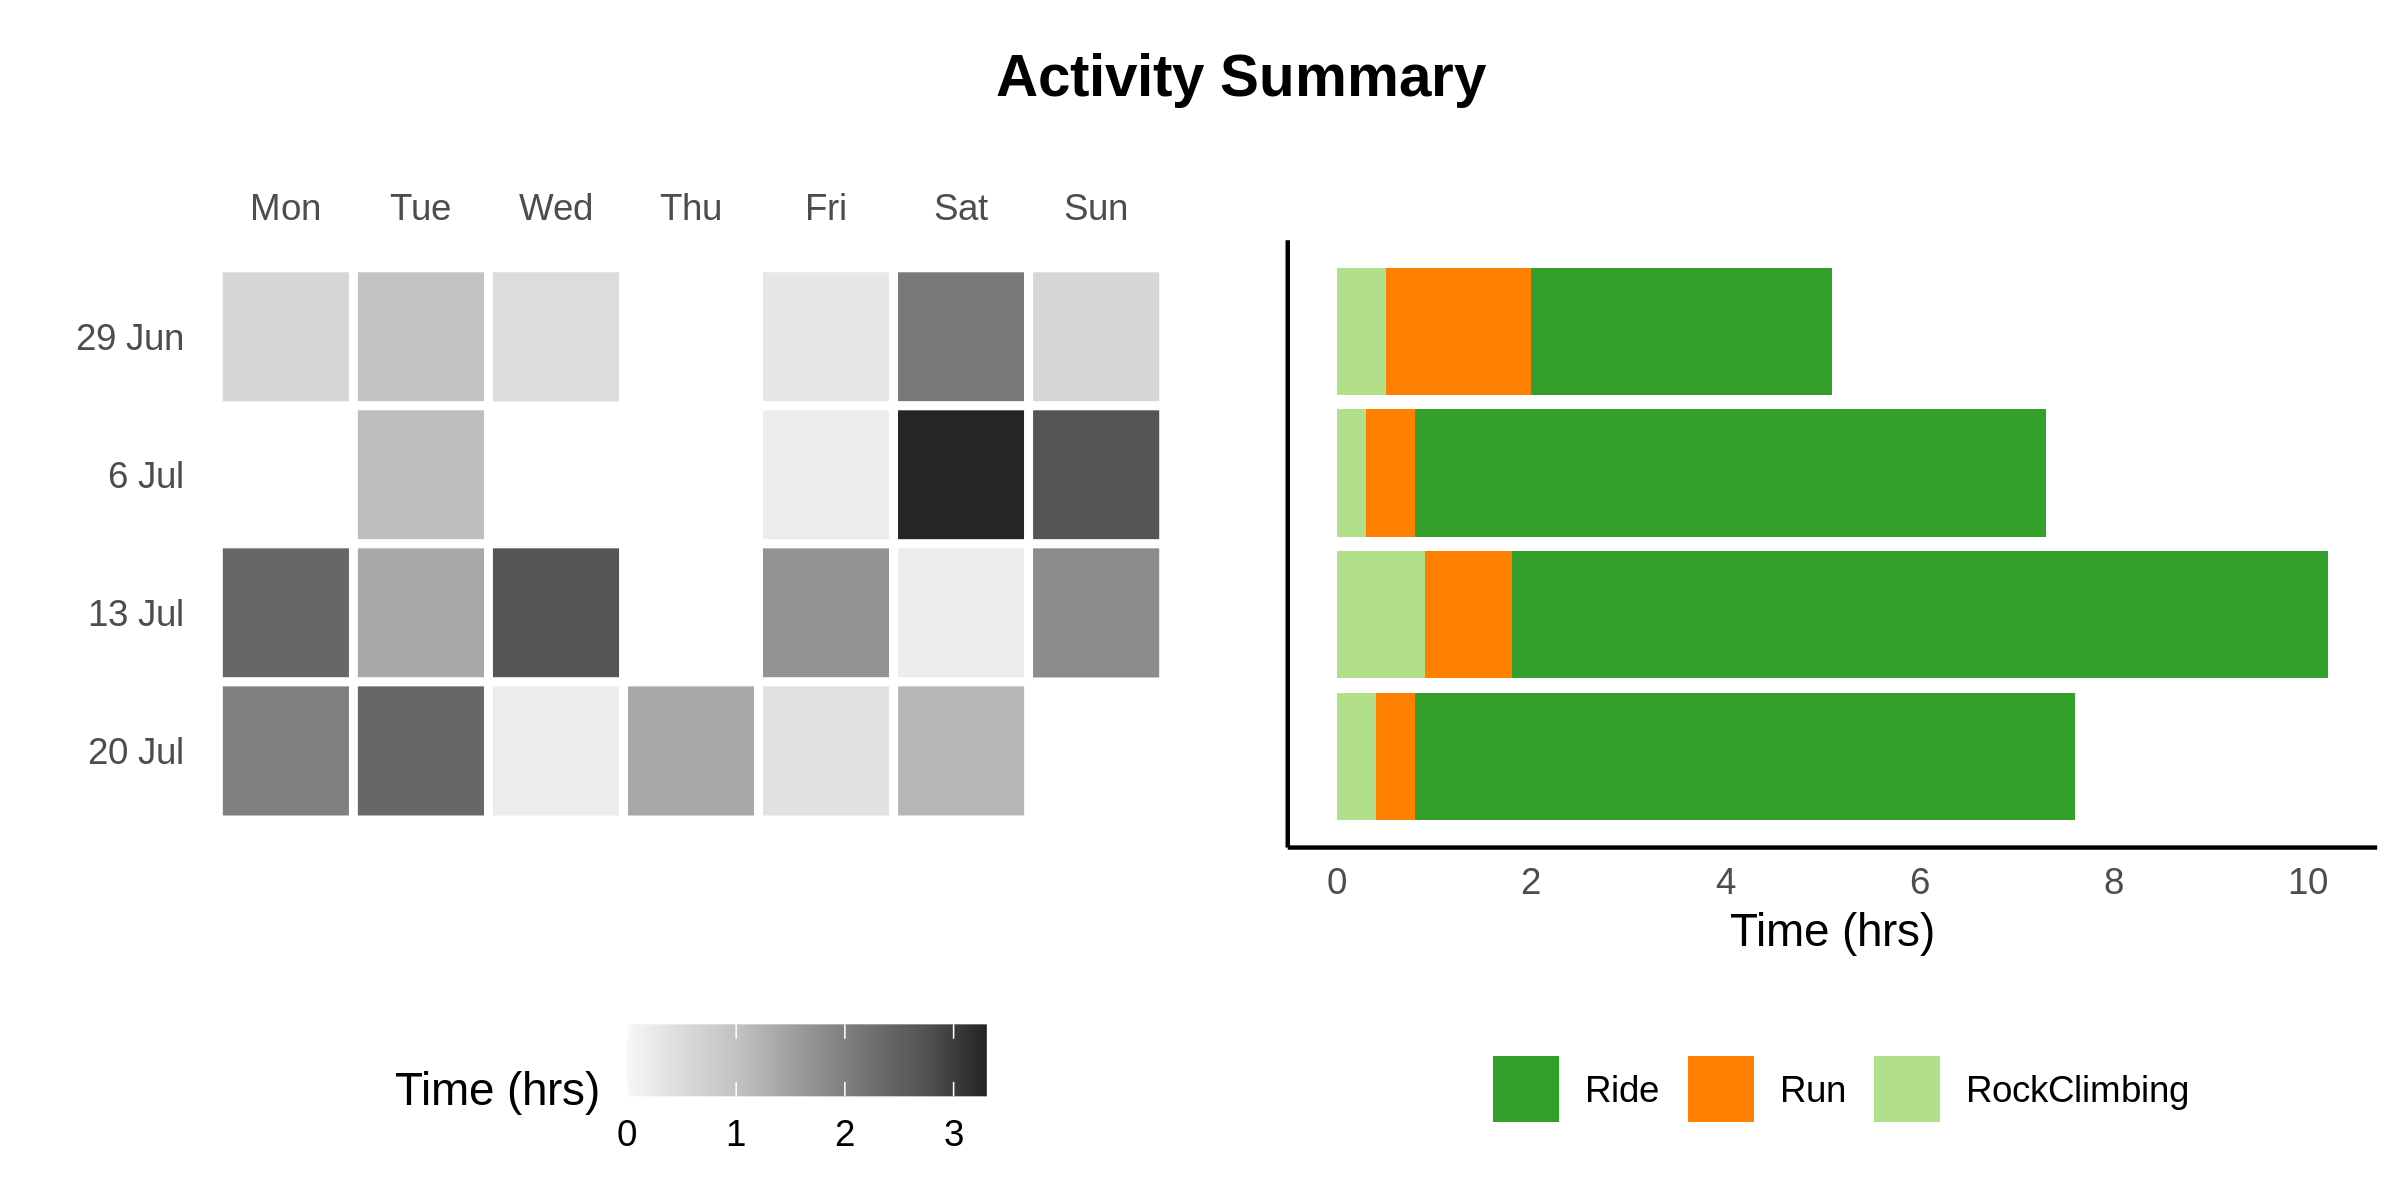 Activity Summary
Mon Tue Wed Thu Fri Sat Sun
29 Jun
6 Jul
13 Jul
20 Jul
0 2 4 6 8 10
Time (hrs)
Time (hrs)
0 1 2 3
Ride Run RockClimbing